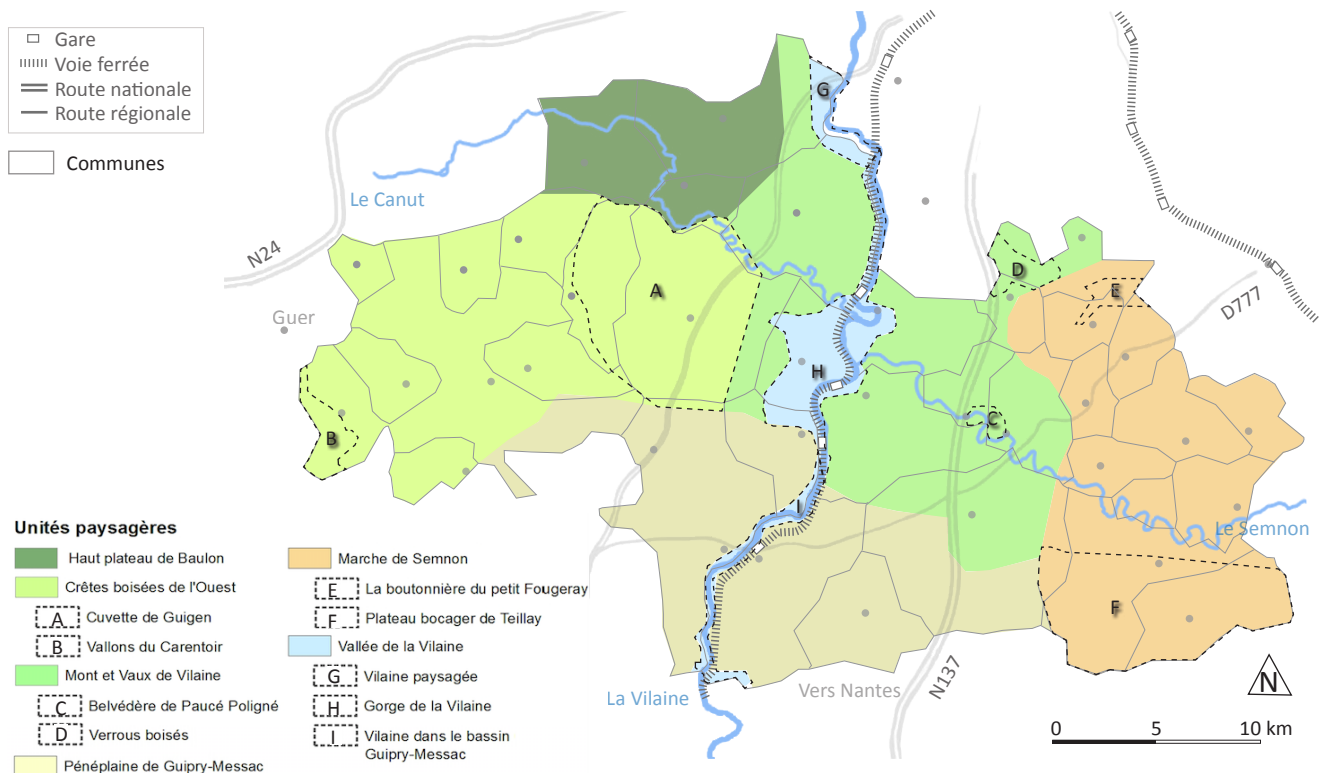 Gare
Voie ferrée
Route nationale
Route régionale
Communes
Le Canut
N24
Guer
G
A
D
E
D777
H
C
B
I
Le Semnon
F
N137
Vers Nantes
La Vilaine
N
0 5 10 km
Unités paysagères
Haut plateau de Baulon
Crêtes boisées de l'Ouest
A Cuvette de Guigen
B Vallons du Carentoir
Mont et Vaux de Vilaine
C Belvédère de Paucé Poligné
D Verrous boisés
Pénéplaine de Guipry-Messac
Marche de Semnon
E La boutonnière du petit Fougeray
F Plateau bocager de Teillay
Vallée de la Vilaine
G Vilaine paysagée
H Gorge de la Vilaine
I Vilaine dans le bassin
Guipry-Messac